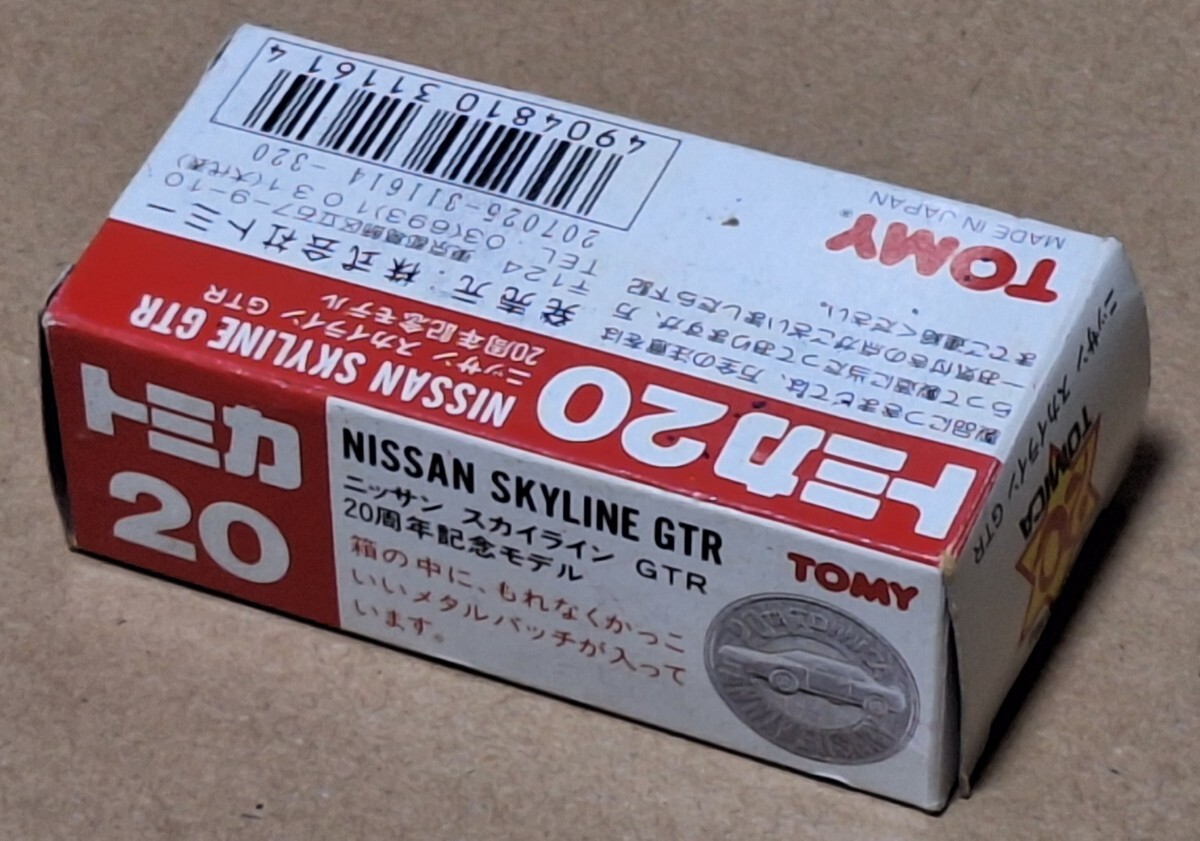 トミカ
20
NISSAN SKYLINE GTR
ニッサン スカイライン GTR
20周年記念モデル
箱の中に、もれなくかっこ
いいメタルバッチが入って
います。
TOMY
トミカ20
NISSAN SKYLINE GTR
ニッサン スカイライン GTR
20周年記念モデル
TOMY
MADE IN JAPAN
製品につきましては、万全の注意をは
らって製造に当たっておりますが、万
一お気付きの点がございましたら下記
までご連絡ください。
発売元:株式会社トミー
〒124 東京都葛飾区立石7-9-10
TEL 03(693)1031(大代表)
207026-311614-320
4904810311614
ニッサン スカイライン GTR
TOMICA
20